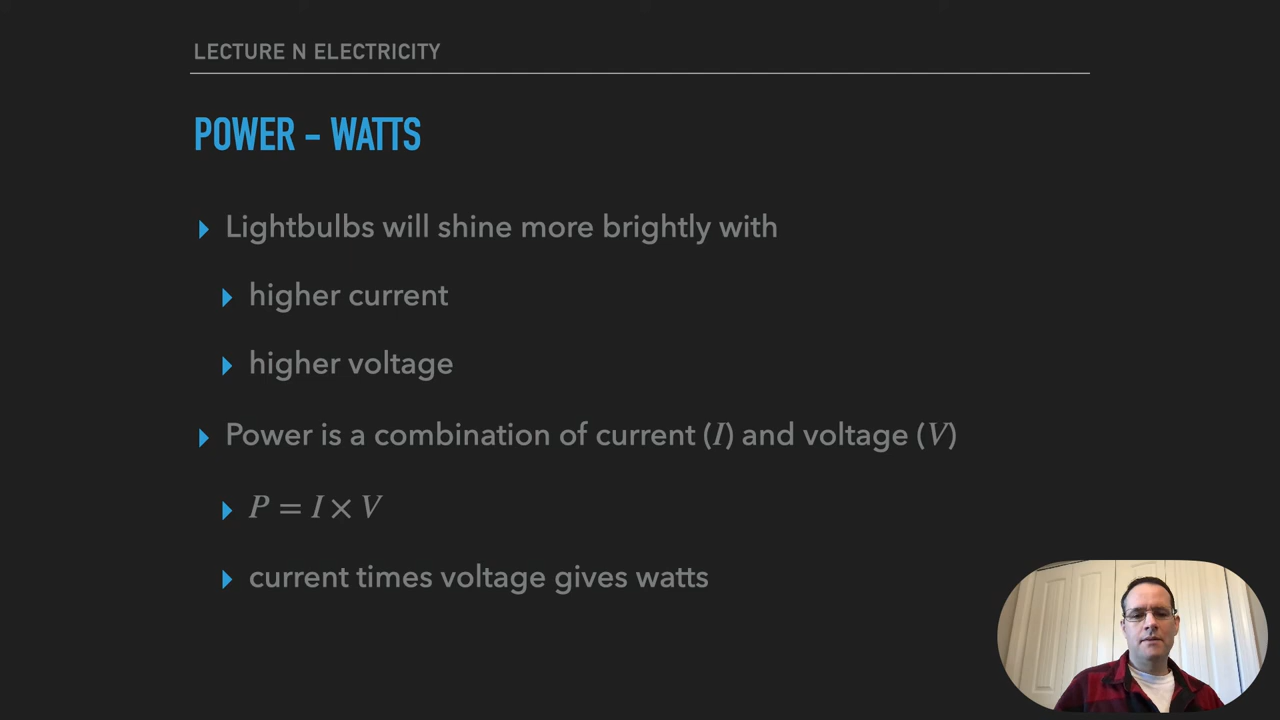 LECTURE N ELECTRICITY
POWER – WATTS
Lightbulbs will shine more brightly with
higher current
higher voltage
Power is a combination of current (I) and voltage (V)
P = I × V
current times voltage gives watts